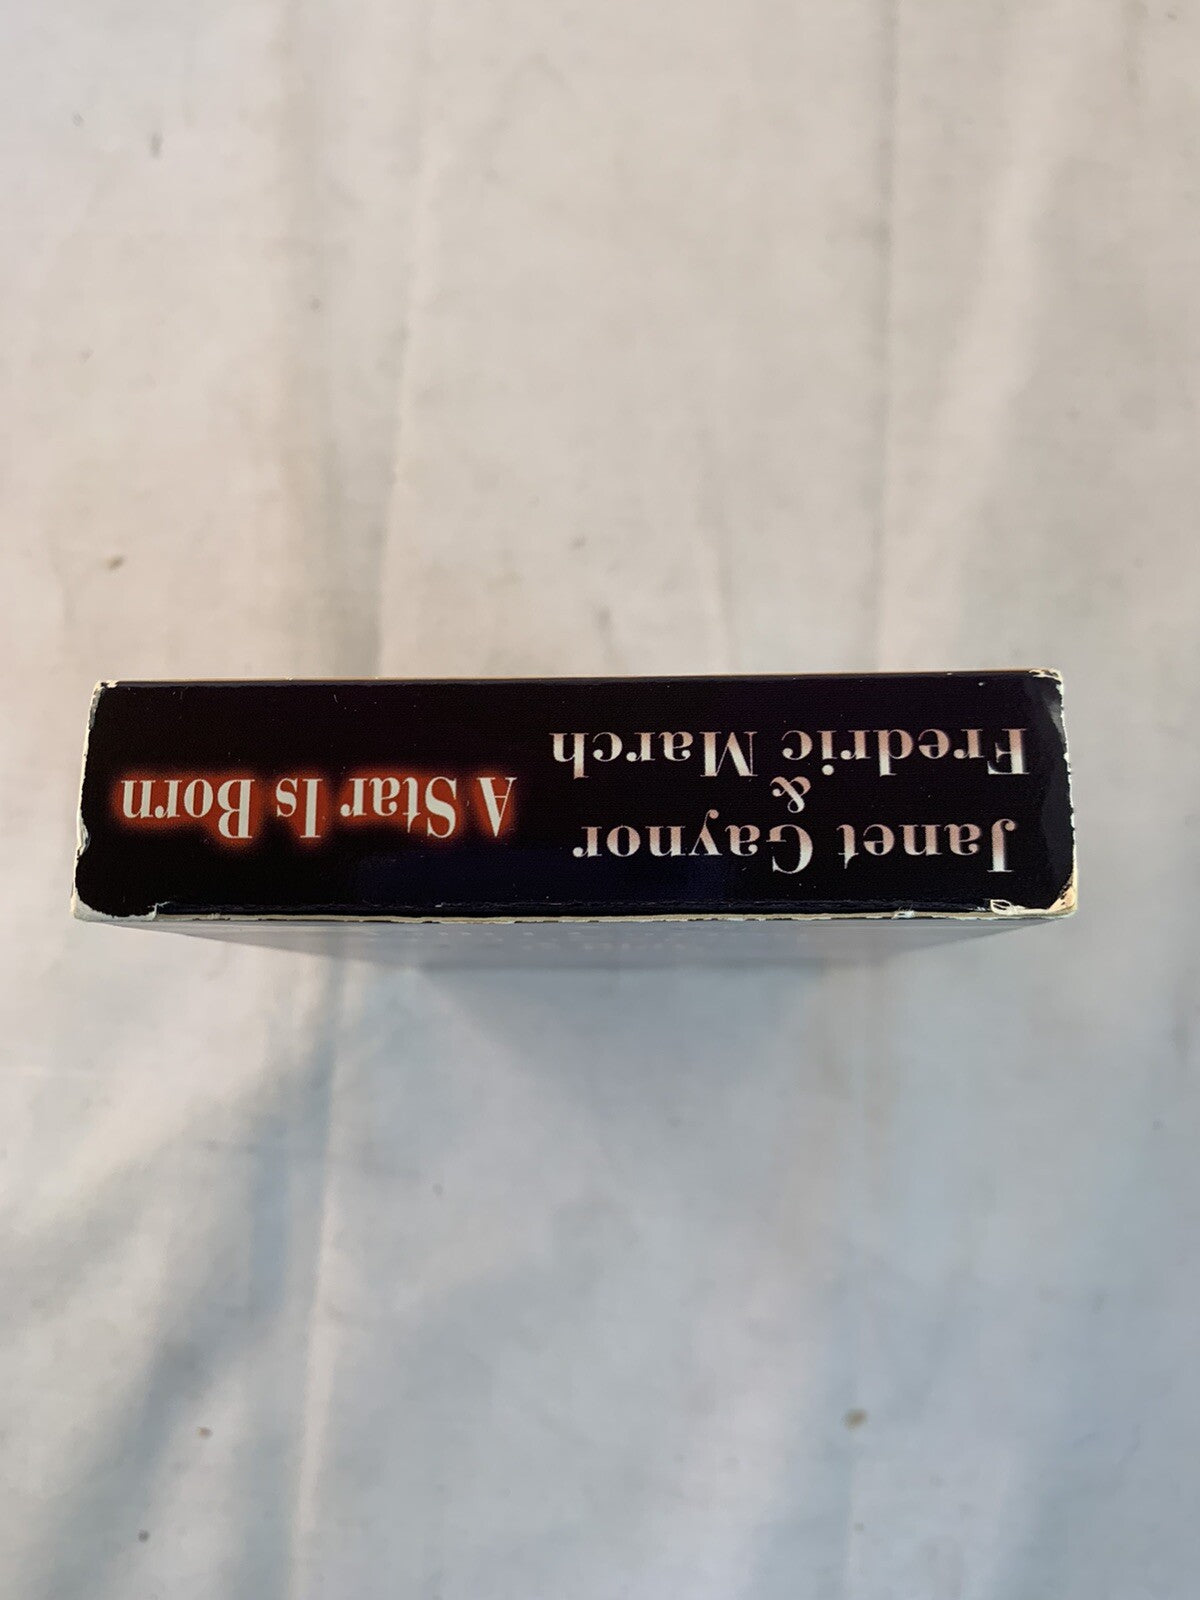 Janet Gaynor
&
Fredric March
A Star Is Born